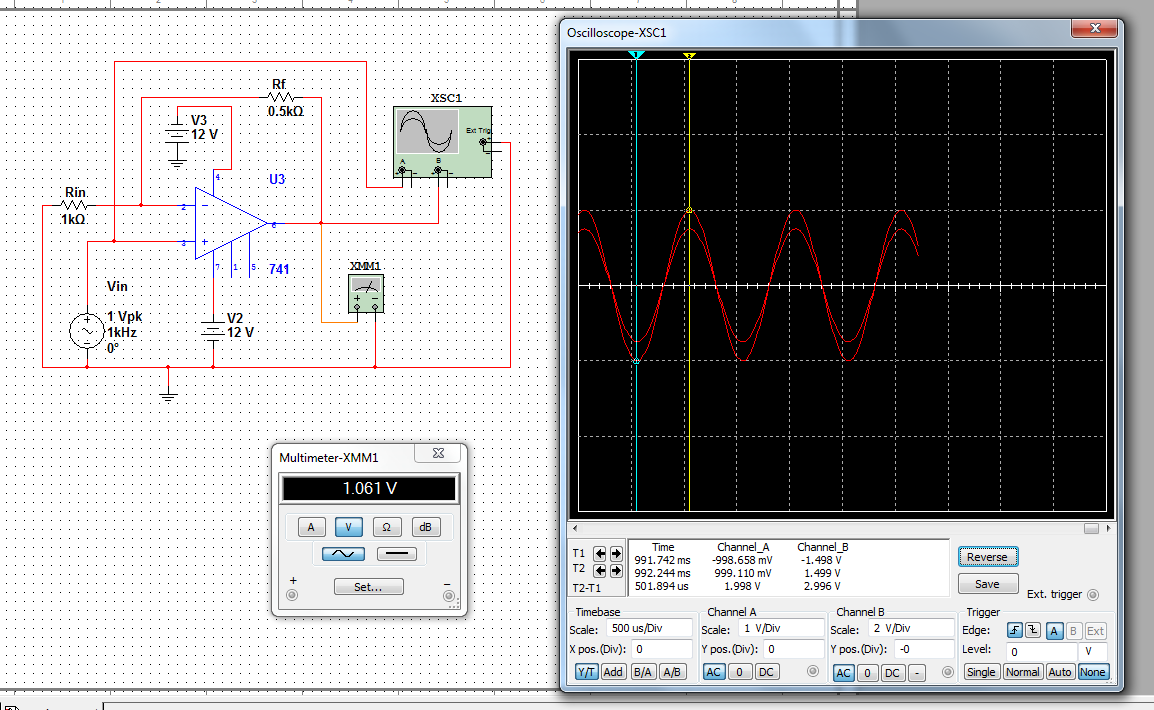 Oscilloscope-XSC1
Rf
0.5kΩ
V3
12 V
XSC1
Ext Trig
A
B
4
U3
Rin
1kΩ
2
6
3
7
1
5
741
XMM1
Vin
1 Vpk
1kHz
0°
V2
12 V
1
2
Multimeter-XMM1
1.061 V
A
V
Ω
dB
+
Set...
–
T1
T2
T2-T1
Time Channel_A Channel_B
991.742 ms -998.658 mV -1.498 V
992.244 ms 999.110 mV 1.499 V
501.894 us 1.998 V 2.996 V
Reverse
Save
Ext. trigger
Timebase
Scale: 500 us/Div
X pos.(Div): 0
Y/T Add B/A A/B
Channel A
Scale: 1 V/Div
Y pos.(Div): 0
AC 0 DC
Channel B
Scale: 2 V/Div
Y pos.(Div): -0
AC 0 DC -
Trigger
Edge: A B Ext
Level: 0 V
Single Normal Auto None